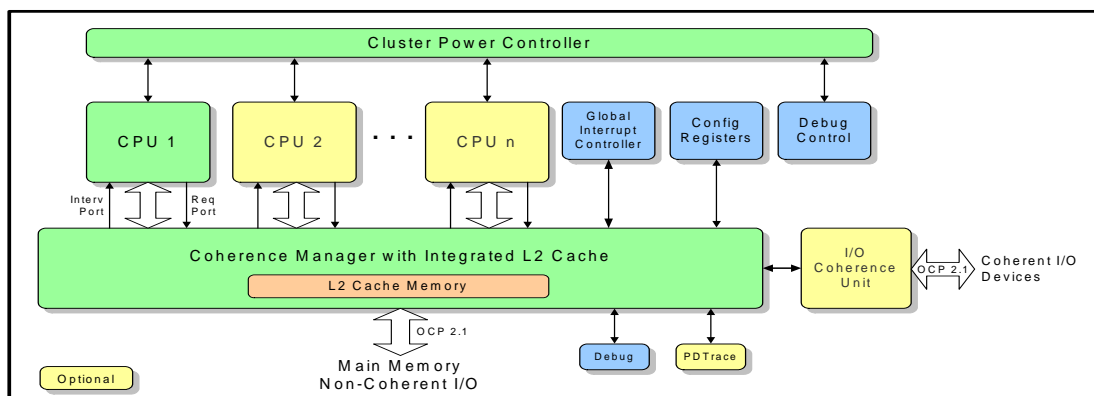 Cluster Power Controller
CPU 1
CPU 2
. . .
CPU n
Global
Interrupt
Controller
Config
Registers
Debug
Control
Interv
Port
Req
Port
Coherence Manager with Integrated L2 Cache
L2 Cache Memory
I/O
Coherence
Unit
OCP 2.1
Coherent I/O
Devices
OCP 2.1
Main Memory
Non-Coherent I/O
Debug
PDTrace
Optional